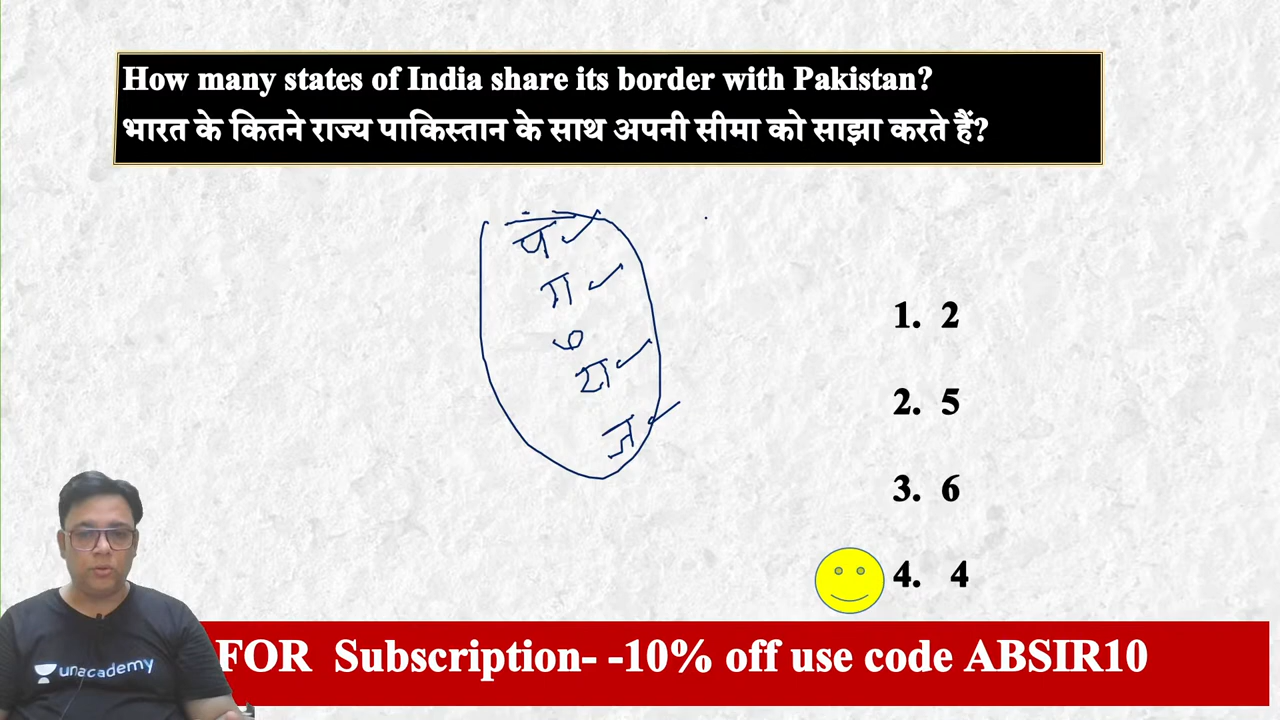 How many states of India share its border with Pakistan?
भारत के कितने राज्य पाकिस्तान के साथ अपनी सीमा को साझा करते हैं?
प
ग
रा
ज
1. 2
2. 5
3. 6
4. 4
unacademy
FOR Subscription- -10% off use code ABSIR10